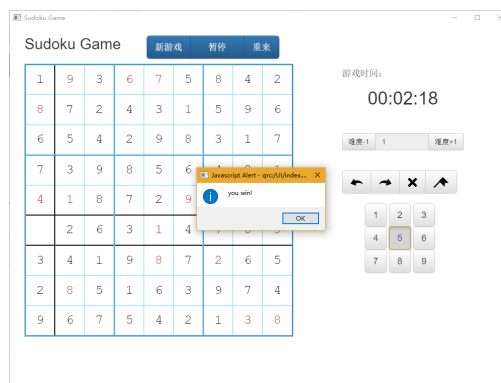 Sudoku Game
Sudoku Game
新游戏 暂停 重来
游戏时间：
00:02:18
难度-1 1 难度+1
1 9 3 6 7 5 8 4 2
8 7 2 4 3 1 5 9 6
6 5 4 2 9 8 3 1 7
7 3 9 8 5 6
4 1 8 7 2 9
2 6 3 1 4
3 4 1 9 8 7 2 6 5
2 8 5 1 6 3 9 7 4
9 6 7 5 4 2 1 3 8
Javascript Alert - qrc:/UI/index...
you win!
OK
1 2 3
4 5 6
7 8 9